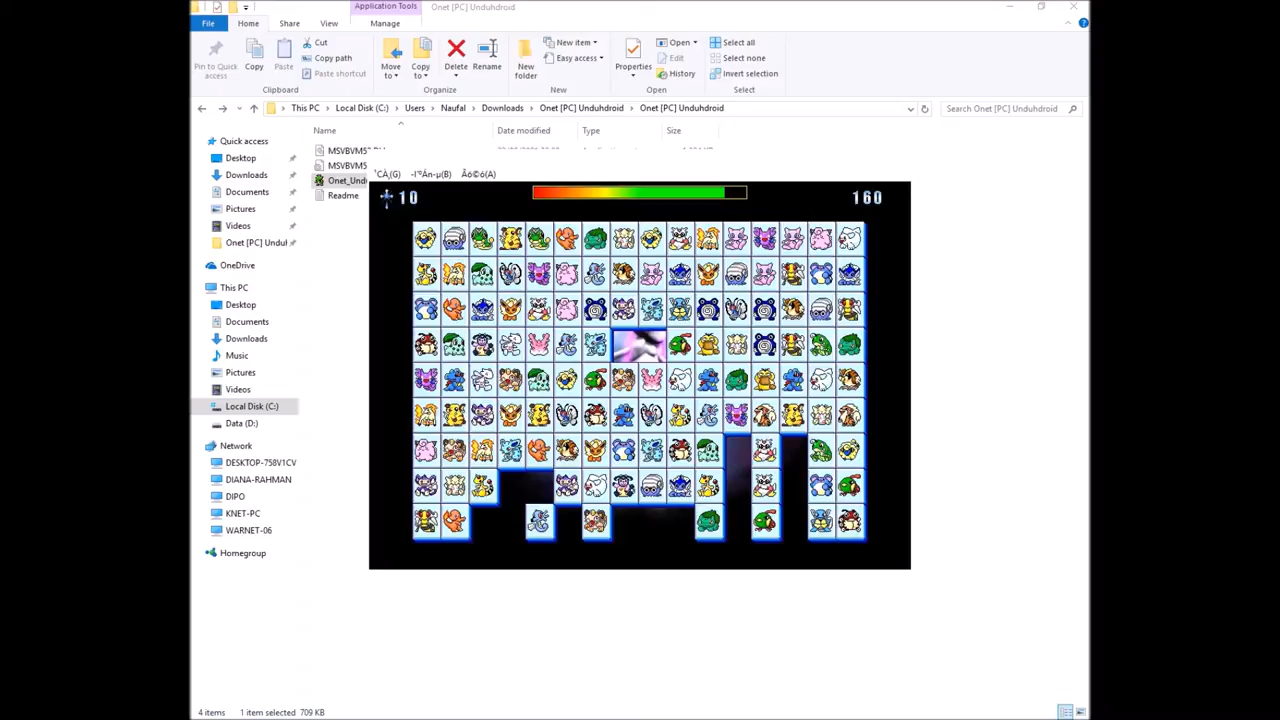 Application Tools
Onet [PC] Unduhdroid
File
Home
Share
View
Manage
Pin to Quick access
Copy
Paste
Cut
Copy path
Paste shortcut
Clipboard
Move to
Copy to
Delete
Rename
Organize
New folder
New item
Easy access
New
Properties
Open
Edit
History
Open
Select all
Select none
Invert selection
Select
This PC
Local Disk (C:)
Users
Naufal
Downloads
Onet [PC] Unduhdroid
Onet [PC] Unduhdroid
Search Onet [PC] Unduhdroid
Name
Date modified
Type
Size
MSVBVM5
MSVBVM5
Onet_Undu
Readme
Quick access
Desktop
Downloads
Documents
Pictures
Videos
Onet [PC] Unduh
OneDrive
This PC
Desktop
Documents
Downloads
Music
Pictures
Videos
Local Disk (C:)
Data (D:)
Network
DESKTOP-758V1CV
DIANA-RAHMAN
DIPO
KNET-PC
WARNET-06
Homegroup
10
160
4 items
1 item selected 709 KB